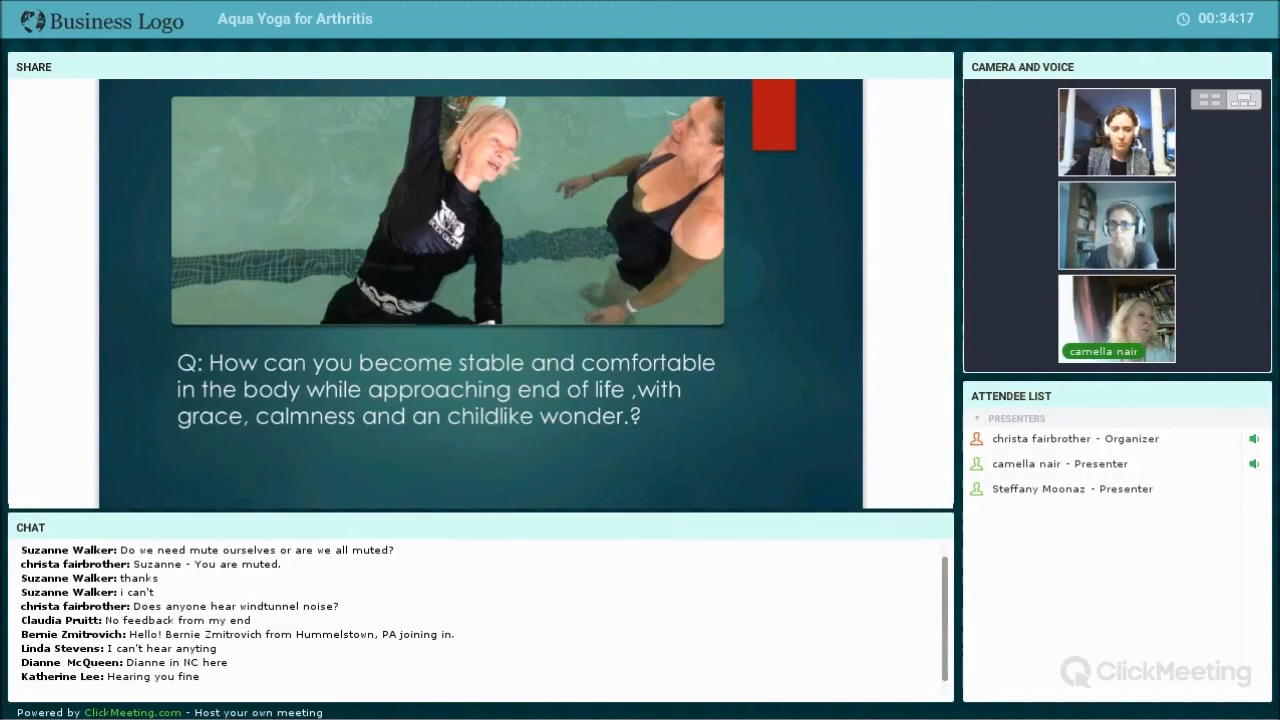 Business Logo
Aqua Yoga for Arthritis
00:34:17
SHARE
Q: How can you become stable and comfortable
in the body while approaching end of life ,with
grace, calmness and an childlike wonder.?
CHAT
Suzanne Walker: Do we need mute ourselves or are we all muted?
christa fairbrother: Suzanne - You are muted.
Suzanne Walker: thanks
Suzanne Walker: i can't
christa fairbrother: Does anyone hear windtunnel noise?
Claudia Pruitt: No feedback from my end
Bernie Zmitrovich: Hello! Bernie Zmitrovich from Hummelstown, PA joining in.
Linda Stevens: I can't hear anyting
Dianne McQueen: Dianne in NC here
Katherine Lee: Hearing you fine
CAMERA AND VOICE
camella nair
ATTENDEE LIST
PRESENTERS
christa fairbrother - Organizer
camella nair - Presenter
Steffany Moonaz - Presenter
ClickMeeting
Powered by ClickMeeting.com - Host your own meeting